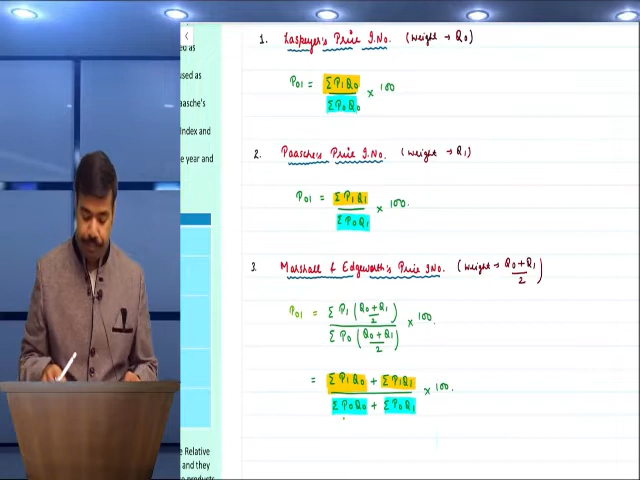 ed as
used as
aasche's
Index and
e year and
e Relative
and they
products
1. Laspeyer's Price I.No. (Weight → Q0)
P01 = ΣP1Q0 / ΣP0Q0 × 100
2. Paasche's Price I.No. (Weight → Q1)
P01 = ΣP1Q1 / ΣP0Q1 × 100.
3. Marshall & Edgeworth's Price I.No. (Weight → Q0+Q1 / 2)
P01 = ΣP1 (Q0+Q1 / 2) / ΣP0 (Q0+Q1 / 2) × 100.
= ΣP1Q0 + ΣP1Q1 / ΣP0Q0 + ΣP0Q1 × 100.